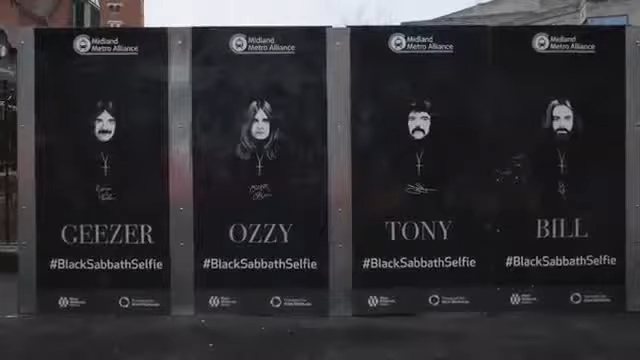 Midland
Metro Alliance
GEEZER
#BlackSabbathSelfie
Midland
Metro Alliance
OZZY
#BlackSabbathSelfie
Midland
Metro Alliance
TONY
#BlackSabbathSelfie
Midland
Metro Alliance
BILL
#BlackSabbathSelfie